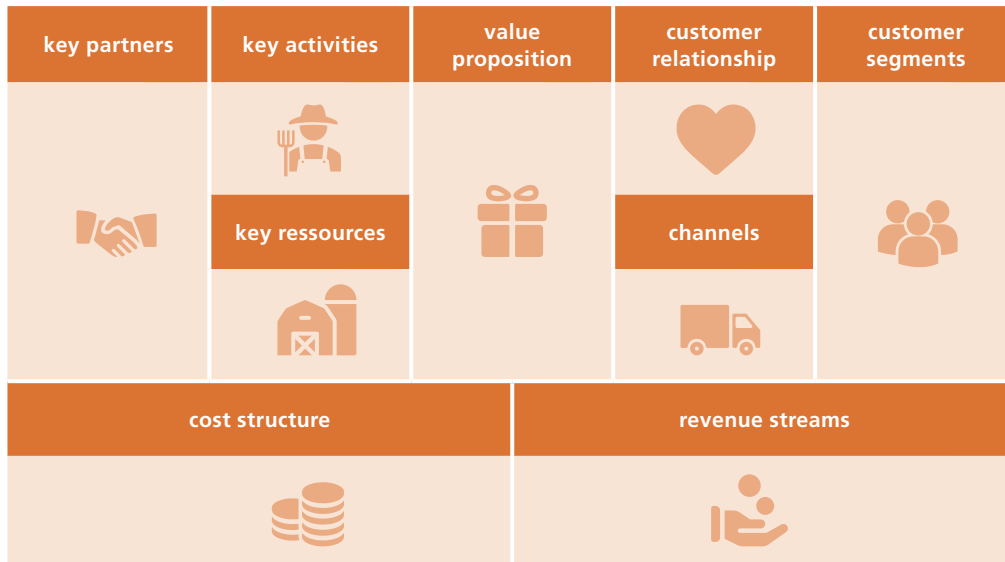 key partners
key activities
value
proposition
customer
relationship
customer
segments
key ressources
channels
cost structure
revenue streams